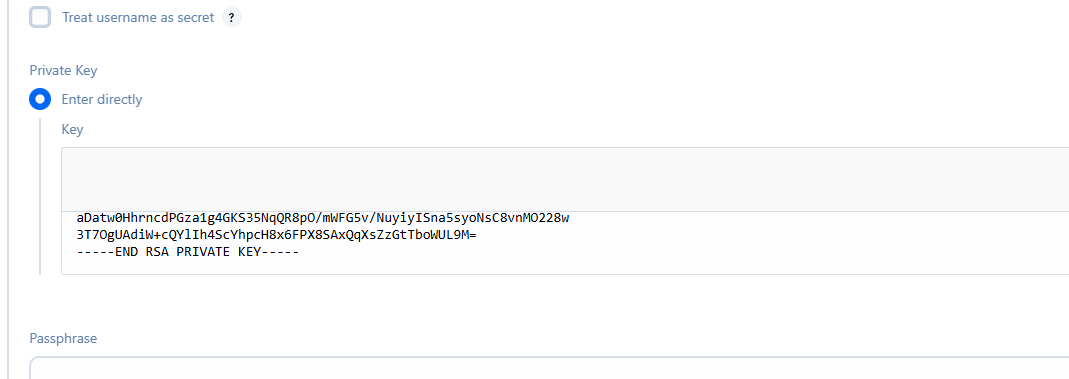 Treat username as secret ?
Private Key
Enter directly
Key
aDatw0HhrncdPGza1g4GKS35NqQR8pO/mWFG5v/NuyiyISna5syoNsC8vnMO228w
3T7OgUAdiW+cQYlIh4ScYhpcH8x6FPX8SAxQqXsZzGtTboWUL9M=
-----END RSA PRIVATE KEY-----
Passphrase